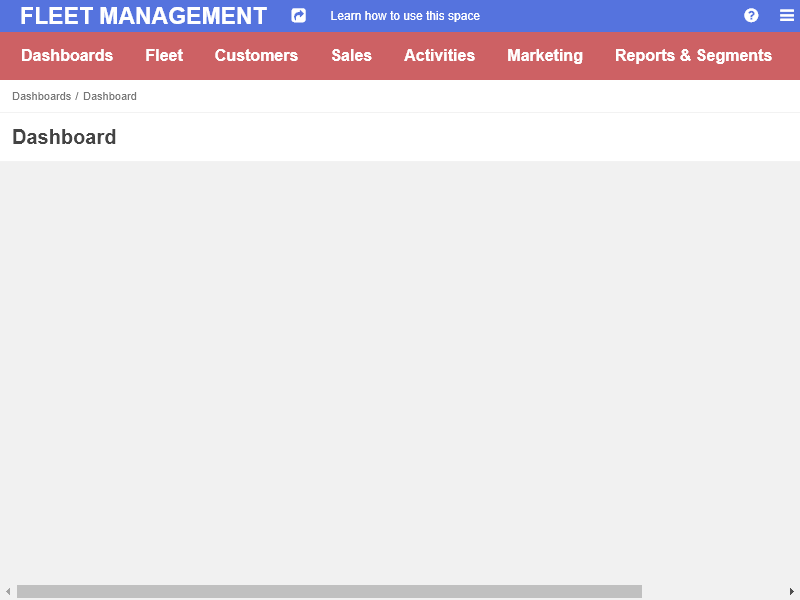 FLEET MANAGEMENT Learn how to use this space
Dashboards Fleet Customers Sales Activities Marketing Reports & Segments
Dashboards / Dashboard
Dashboard